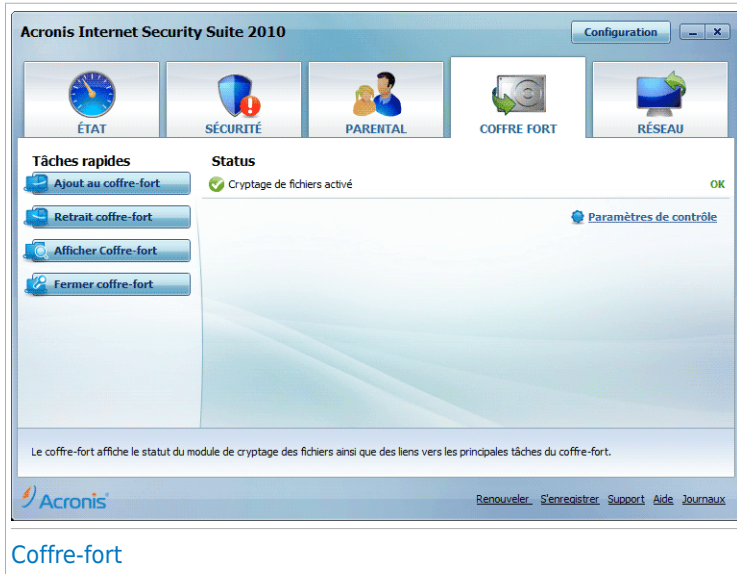 Acronis Internet Security Suite 2010
Configuration
ÉTAT
SÉCURITÉ
PARENTAL
COFFRE FORT
RÉSEAU
Tâches rapides
Ajout au coffre-fort
Retrait coffre-fort
Afficher Coffre-fort
Fermer coffre-fort
Status
Cryptage de fichiers activé OK
Paramètres de contrôle
Le coffre-fort affiche le statut du module de cryptage des fichiers ainsi que des liens vers les principales tâches du coffre-fort.
Acronis
Renouveler S'enregistrer Support Aide Journaux
Coffre-fort